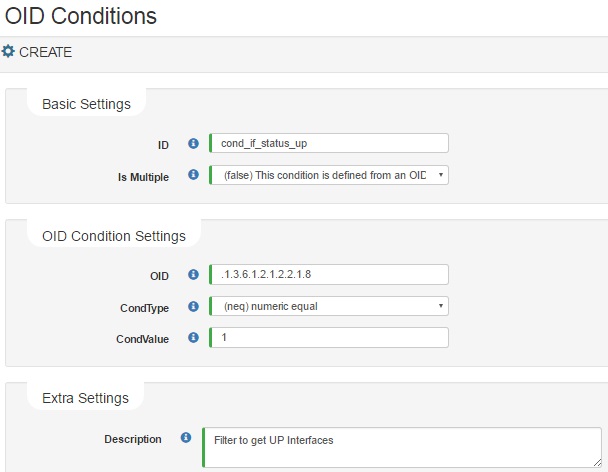 OID Conditions
CREATE
Basic Settings
ID
cond_if_status_up
Is Multiple
(false) This condition is defined from an OID
OID Condition Settings
OID
.1.3.6.1.2.1.2.2.1.8
CondType
(neq) numeric equal
CondValue
1
Extra Settings
Description
Filter to get UP Interfaces